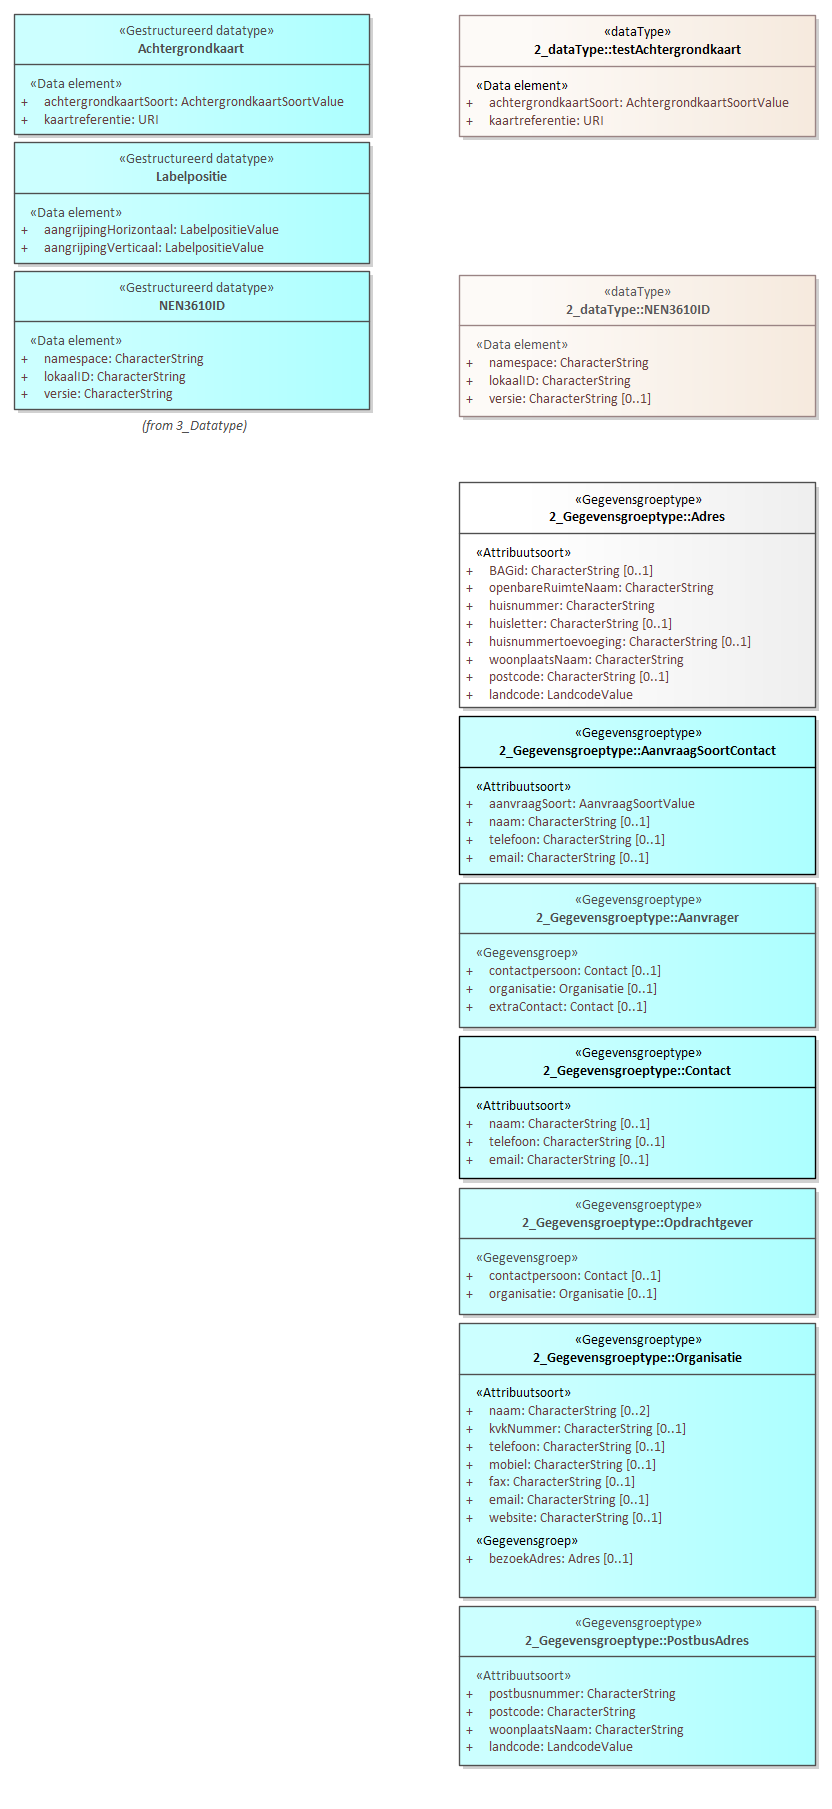 «Gestructureerd datatype»
Achtergrondkaart
«Data element»
+ achtergrondkaartSoort: AchtergrondkaartSoortValue
+ kaartreferentie: URI
«Gestructureerd datatype»
Labelpositie
«Data element»
+ aangrijpingHorizontaal: LabelpositieValue
+ aangrijpingVerticaal: LabelpositieValue
«Gestructureerd datatype»
NEN3610ID
«Data element»
+ namespace: CharacterString
+ lokaalID: CharacterString
+ versie: CharacterString
(from 3_Datatype)
«dataType»
2_dataType::testAchtergrondkaart
«Data element»
+ achtergrondkaartSoort: AchtergrondkaartSoortValue
+ kaartreferentie: URI
«dataType»
2_dataType::NEN3610ID
«Data element»
+ namespace: CharacterString
+ lokaalID: CharacterString
+ versie: CharacterString [0..1]
«Gegevensgroeptype»
2_Gegevensgroeptype::Adres
«Attribuutsoort»
+ BAGid: CharacterString [0..1]
+ openbareRuimteNaam: CharacterString
+ huisnummer: CharacterString
+ huisletter: CharacterString [0..1]
+ huisnummertoevoeging: CharacterString [0..1]
+ woonplaatsNaam: CharacterString
+ postcode: CharacterString [0..1]
+ landcode: LandcodeValue
«Gegevensgroeptype»
2_Gegevensgroeptype::AanvraagSoortContact
«Attribuutsoort»
+ aanvraagSoort: AanvraagSoortValue
+ naam: CharacterString [0..1]
+ telefoon: CharacterString [0..1]
+ email: CharacterString [0..1]
«Gegevensgroeptype»
2_Gegevensgroeptype::Aanvrager
«Gegevensgroep»
+ contactpersoon: Contact [0..1]
+ organisatie: Organisatie [0..1]
+ extraContact: Contact [0..1]
«Gegevensgroeptype»
2_Gegevensgroeptype::Contact
«Attribuutsoort»
+ naam: CharacterString [0..1]
+ telefoon: CharacterString [0..1]
+ email: CharacterString [0..1]
«Gegevensgroeptype»
2_Gegevensgroeptype::Opdrachtgever
«Gegevensgroep»
+ contactpersoon: Contact [0..1]
+ organisatie: Organisatie [0..1]
«Gegevensgroeptype»
2_Gegevensgroeptype::Organisatie
«Attribuutsoort»
+ naam: CharacterString [0..2]
+ kvkNummer: CharacterString [0..1]
+ telefoon: CharacterString [0..1]
+ mobiel: CharacterString [0..1]
+ fax: CharacterString [0..1]
+ email: CharacterString [0..1]
+ website: CharacterString [0..1]
«Gegevensgroep»
+ bezoekAdres: Adres [0..1]
«Gegevensgroeptype»
2_Gegevensgroeptype::PostbusAdres
«Attribuutsoort»
+ postbusnummer: CharacterString
+ postcode: CharacterString
+ woonplaatsNaam: CharacterString
+ landcode: LandcodeValue